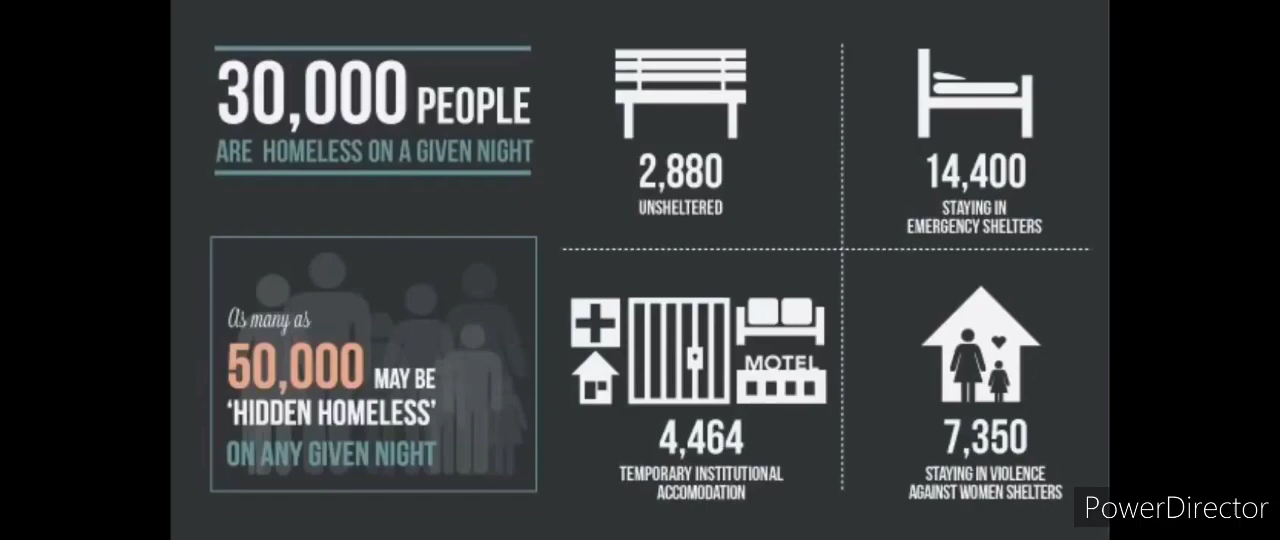 30,000 PEOPLE
ARE HOMELESS ON A GIVEN NIGHT
As many as
50,000 MAY BE
‘HIDDEN HOMELESS’
ON ANY GIVEN NIGHT
2,880
UNSHELTERED
14,400
STAYING IN
EMERGENCY SHELTERS
MOTEL
4,464
TEMPORARY INSTITUTIONAL
ACCOMODATION
7,350
STAYING IN VIOLENCE
AGAINST WOMEN SHELTERS
PowerDirector